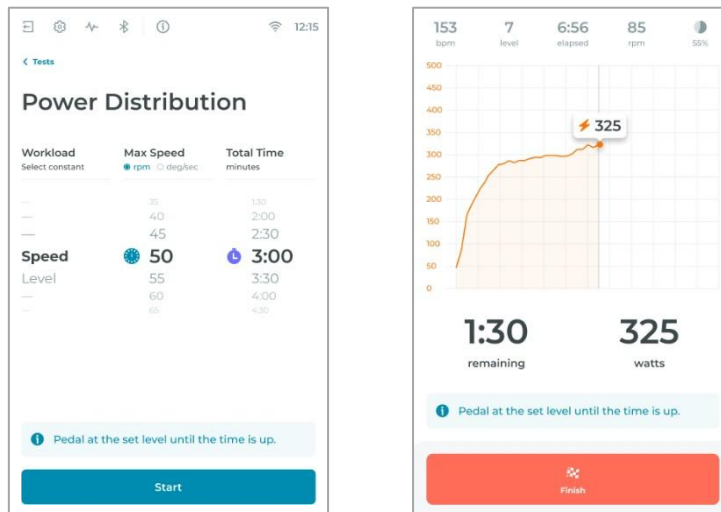 12:15
Tests
Power Distribution
Workload
Select constant
Max Speed
rpm deg/sec
Total Time
minutes
— 35 1:30
— 40 2:00
— 45 2:30
Speed 50 3:00
Level 55 3:30
— 60 4:00
— 65 4:30
Pedal at the set level until the time is up.
Start
153 7 6:56 85
bpm level elapsed rpm 55%
500
450
400
350
325
300
250
200
150
100
50
0
1:30 325
remaining watts
Pedal at the set level until the time is up.
Finish